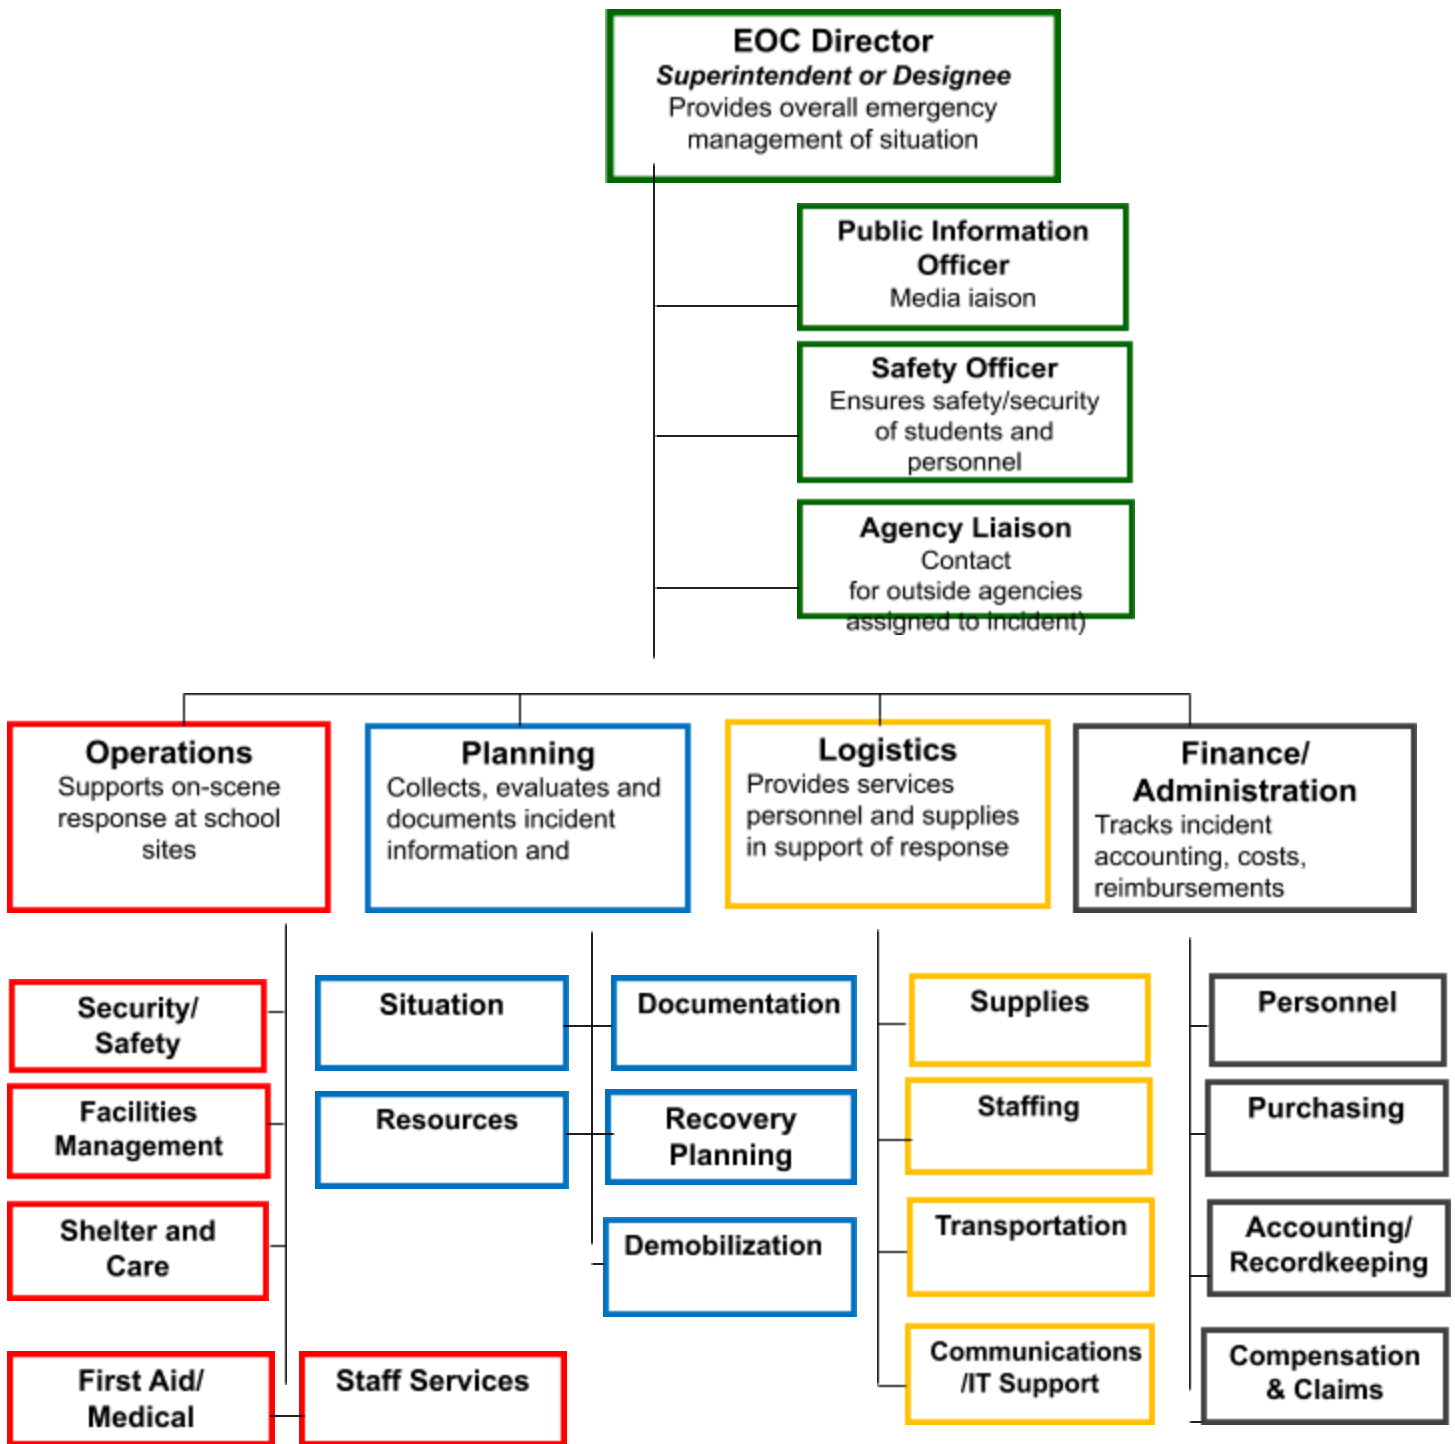 EOC Director
Superintendent or Designee
Provides overall emergency
management of situation
Public Information
Officer
Media iaison
Safety Officer
Ensures safety/security
of students and
personnel
Agency Liaison
Contact
for outside agencies
assigned to incident)
Operations
Supports on-scene
response at school
sites
Planning
Collects, evaluates and
documents incident
information and
Logistics
Provides services
personnel and supplies
in support of response
Finance/
Administration
Tracks incident
accounting, costs,
reimbursements
Security/
Safety
Facilities
Management
Shelter and
Care
First Aid/
Medical
Staff Services
Situation
Resources
Documentation
Recovery
Planning
Demobilization
Supplies
Staffing
Transportation
Communications
/IT Support
Personnel
Purchasing
Accounting/
Recordkeeping
Compensation
& Claims